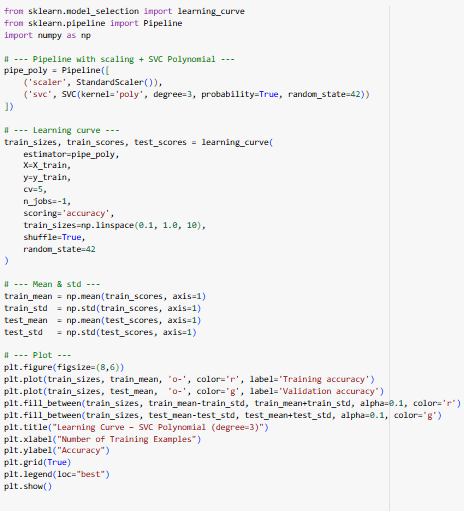 from sklearn.model_selection import learning_curve
from sklearn.pipeline import Pipeline
import numpy as np
# --- Pipeline with scaling + SVC Polynomial ---
pipe_poly = Pipeline([
    ('scaler', StandardScaler()),
    ('svc', SVC(kernel='poly', degree=3, probability=True, random_state=42))
])
# --- Learning curve ---
train_sizes, train_scores, test_scores = learning_curve(
    estimator=pipe_poly,
    X=X_train,
    y=y_train,
    cv=5,
    n_jobs=-1,
    scoring='accuracy',
    train_sizes=np.linspace(0.1, 1.0, 10),
    shuffle=True,
    random_state=42
)
# --- Mean & std ---
train_mean = np.mean(train_scores, axis=1)
train_std  = np.std(train_scores, axis=1)
test_mean  = np.mean(test_scores, axis=1)
test_std   = np.std(test_scores, axis=1)
# --- Plot ---
plt.figure(figsize=(8,6))
plt.plot(train_sizes, train_mean, 'o-', color='r', label='Training accuracy')
plt.plot(train_sizes, test_mean,  'o-', color='g', label='Validation accuracy')
plt.fill_between(train_sizes, train_mean-train_std, train_mean+train_std, alpha=0.1, color='r')
plt.fill_between(train_sizes, test_mean-test_std, test_mean+test_std, alpha=0.1, color='g')
plt.title("Learning Curve – SVC Polynomial (degree=3)")
plt.xlabel("Number of Training Examples")
plt.ylabel("Accuracy")
plt.grid(True)
plt.legend(loc="best")
plt.show()